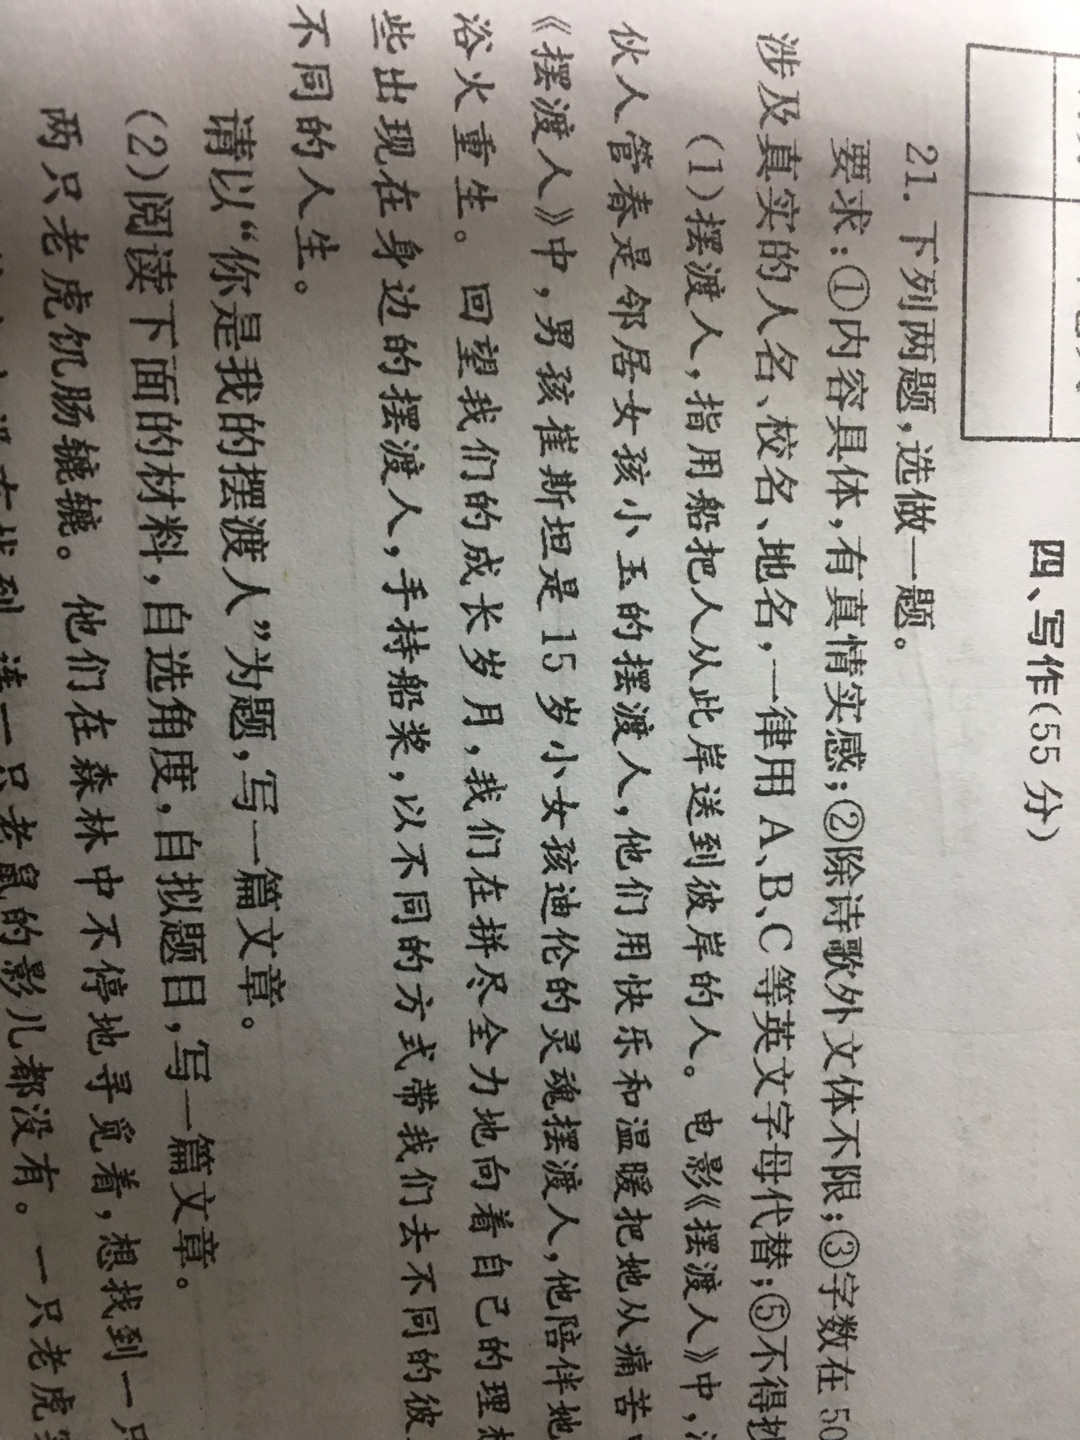 四、写作(55分)
21. 下列两题,选做一题。
要求:①内容具体,有真情实感;②除诗歌外文体不限;③字数在50
涉及真实的人名、校名、地名,一律用A、B、C等英文字母代替;⑤不得抄
(1)摆渡人,指用船把人从此岸送到彼岸的人。电影《摆渡人》中,
伙人管春是邻居女孩小玉的摆渡人,他们用快乐和温暖把她从痛苦
《摆渡人》中,男孩崔斯坦是15岁小女孩迪伦的灵魂摆渡人,他陪伴她
浴火重生。回望我们的成长岁月,我们在拼尽全力地向着自己的理想
些出现在身边的摆渡人,手持船桨,以不同的方式带我们去不同的彼
不同的人生。
请以“你是我的摆渡人”为题,写一篇文章。
(2)阅读下面的材料,自选角度,自拟题目,写一篇文章。
两只老虎饥肠辘辘。他们在森林中不停地寻觅着,想找到一只
没有找到,连一只老鼠的影儿都没有。一只老虎